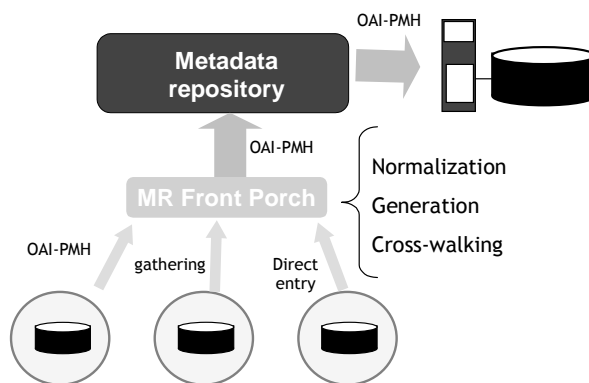 OAI-PMH
Metadata
repository
OAI-PMH
Normalization
MR Front Porch
Generation
Cross-walking
OAI-PMH
gathering
Direct
entry